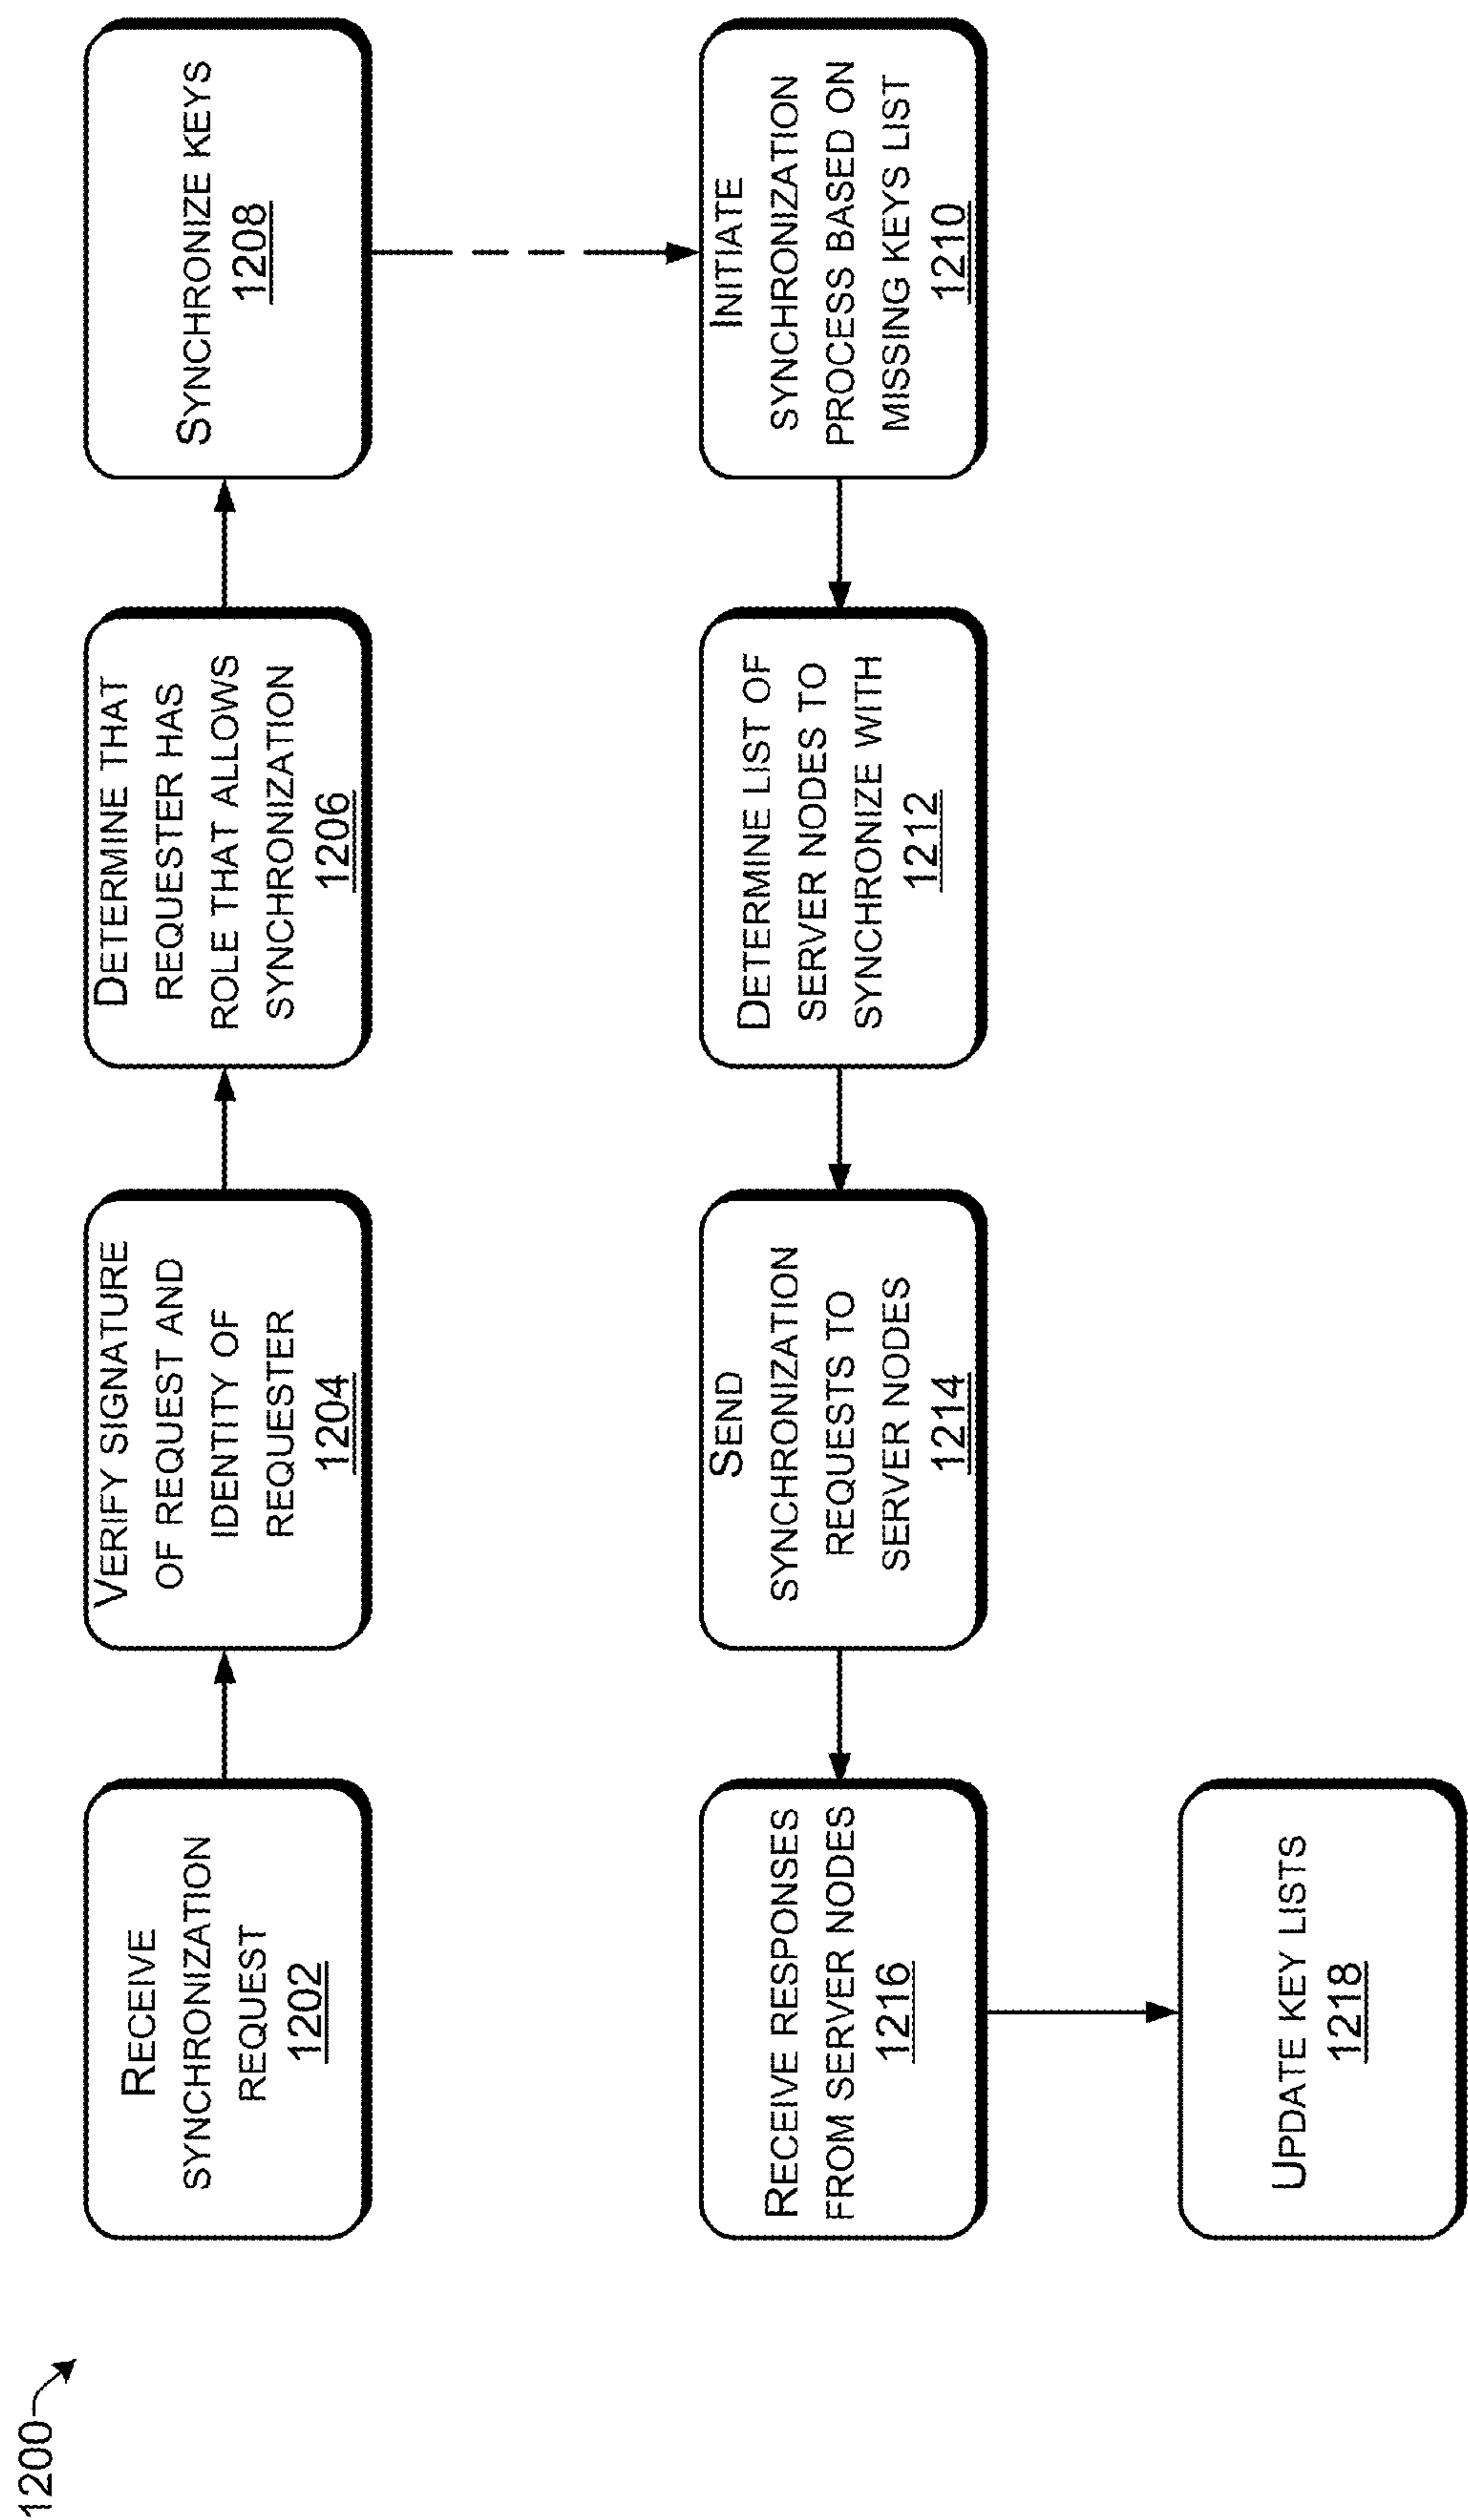 1200
RECEIVE
SYNCHRONIZATION
REQUEST
1202
VERIFY SIGNATURE
OF REQUEST AND
IDENTITY OF
REQUESTER
1204
DETERMINE THAT
REQUESTER HAS
ROLE THAT ALLOWS
SYNCHRONIZATION
1206
SYNCHRONIZE KEYS
1208
INITIATE
SYNCHRONIZATION
PROCESS BASED ON
MISSING KEYS LIST
1210
DETERMINE LIST OF
SERVER NODES TO
SYNCHRONIZE WITH
1212
SEND
SYNCHRONIZATION
REQUESTS TO
SERVER NODES
1214
RECEIVE RESPONSES
FROM SERVER NODES
1216
UPDATE KEY LISTS
1218